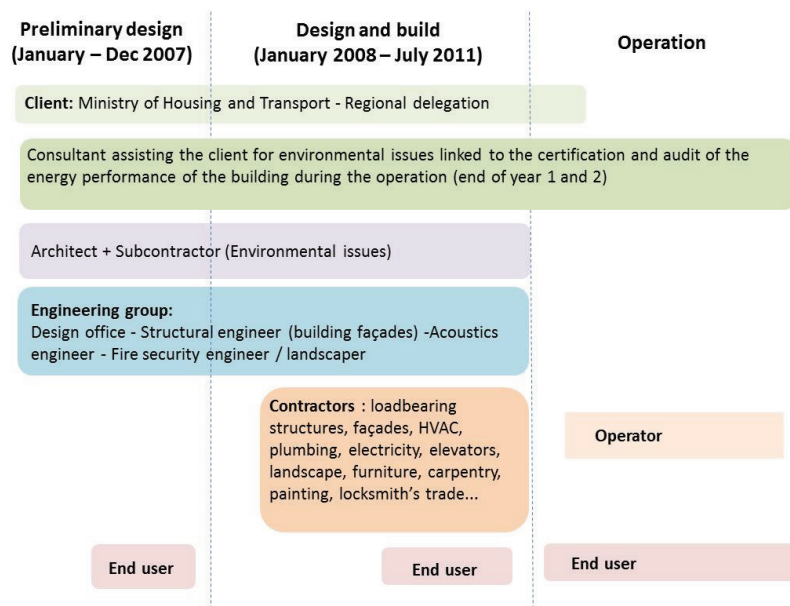 Preliminary design
(January – Dec 2007)
Design and build
(January 2008 – July 2011)
Operation
Client: Ministry of Housing and Transport - Regional delegation
Consultant assisting the client for environmental issues linked to the certification and audit of the
energy performance of the building during the operation (end of year 1 and 2)
Architect + Subcontractor (Environmental issues)
Engineering group:
Design office - Structural engineer (building façades) -Acoustics
engineer - Fire security engineer / landscaper
Contractors : loadbearing
structures, façades, HVAC,
plumbing, electricity, elevators,
landscape, furniture, carpentry,
painting, locksmith's trade...
Operator
End user
End user
End user